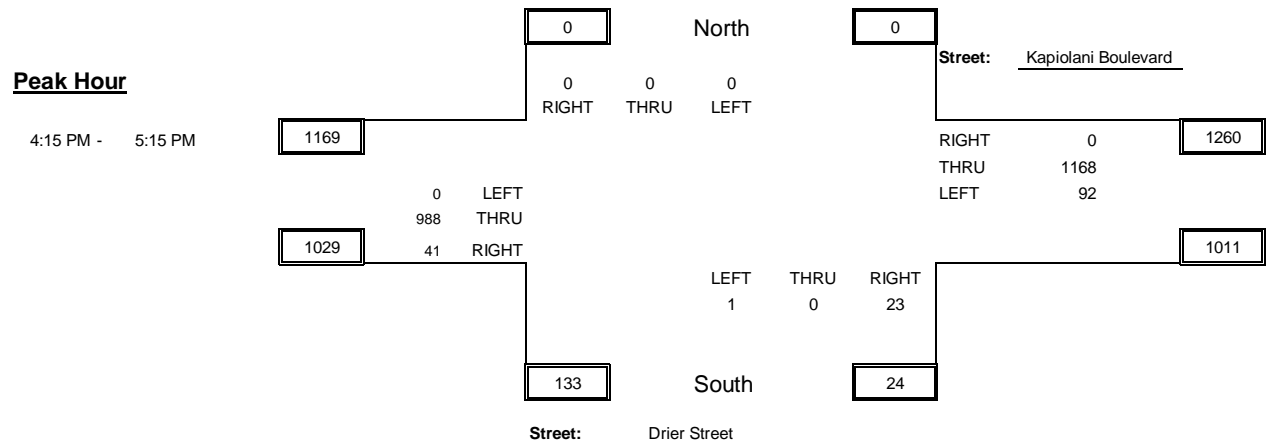 0 North 0
Street: Kapiolani Boulevard
Peak Hour
0 0 0
RIGHT THRU LEFT
4:15 PM - 5:15 PM 1169 RIGHT 0 1260
THRU 1168
0 LEFT LEFT 92
988 THRU
1029 41 RIGHT 1011
LEFT THRU RIGHT
1 0 23
133 South 24
Street: Drier Street